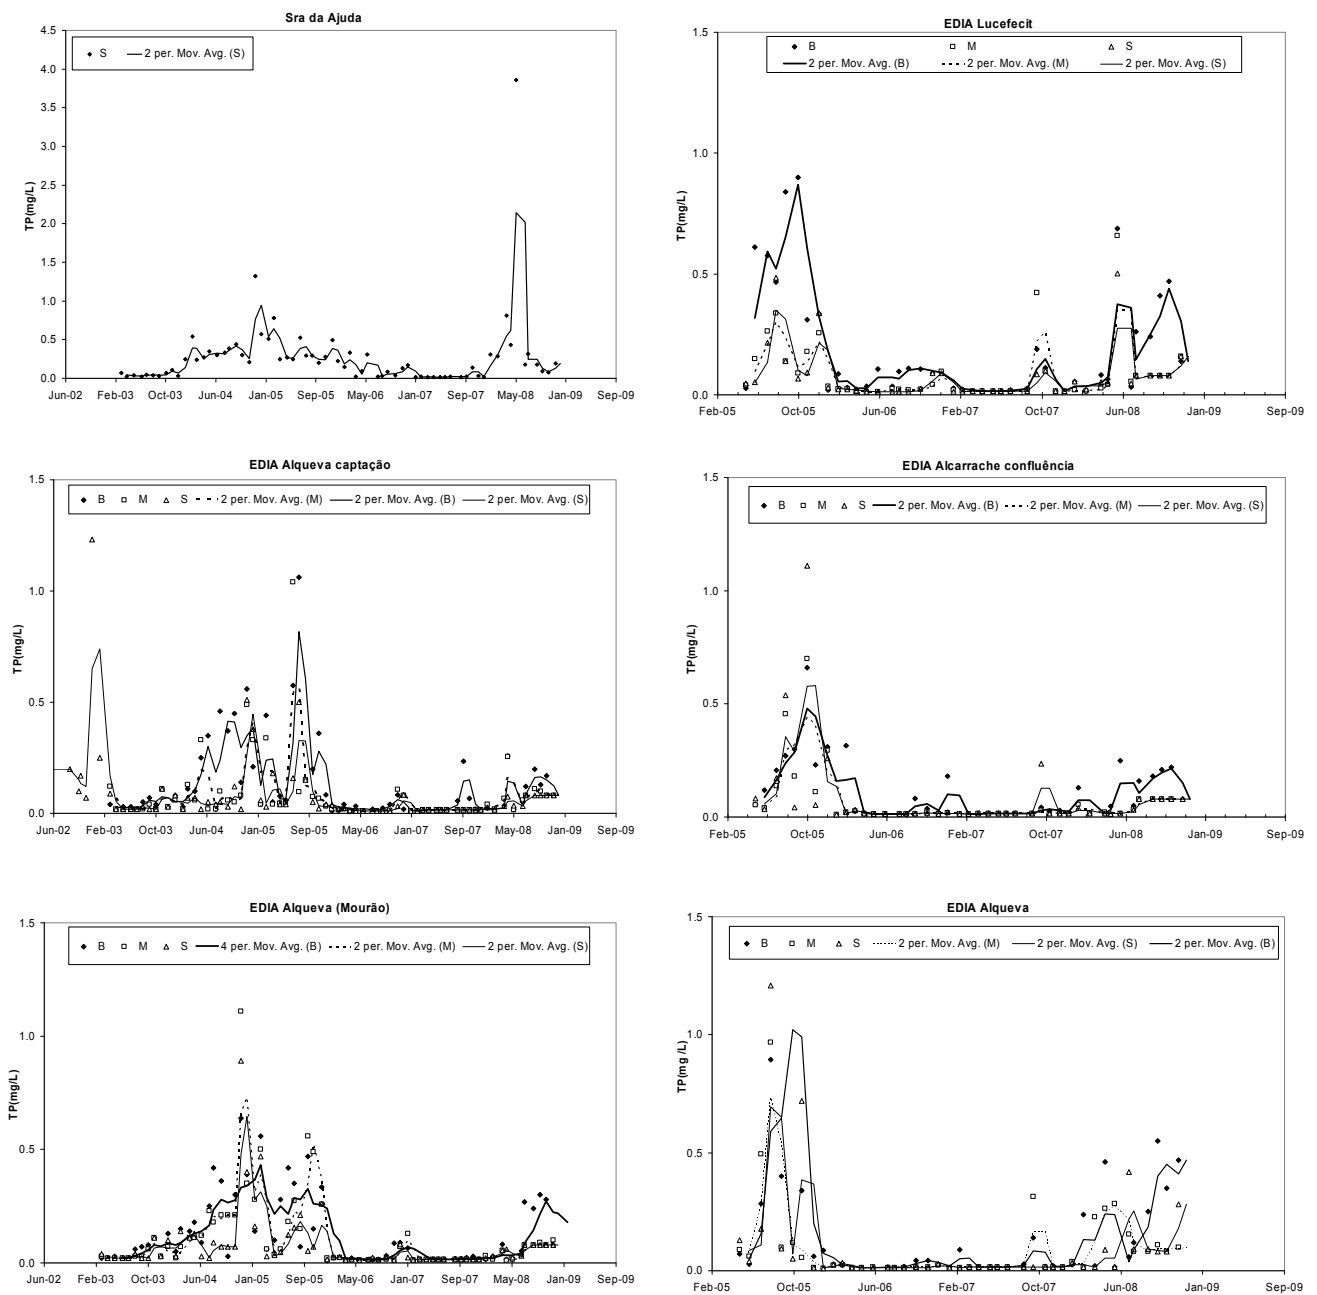 Sra da Ajuda
TP(mg/L)
4.5
4.0
3.5
3.0
2.5
2.0
1.5
1.0
0.5
0.0
S 2 per. Mov. Avg. (S)
Jun-02 Feb-03 Oct-03 Jun-04 Jan-05 Sep-05 May-06 Jan-07 Sep-07 May-08 Jan-09 Sep-09
EDIA Lucefecit
TP(mg/L)
1.5
1.0
0.5
0.0
B M S
2 per. Mov. Avg. (B) 2 per. Mov. Avg. (M) 2 per. Mov. Avg. (S)
Feb-05 Oct-05 Jun-06 Feb-07 Oct-07 Jun-08 Jan-09 Sep-09
EDIA Alqueva captação
TP(mg/L)
1.5
1.0
0.5
0.0
B M S 2 per. Mov. Avg. (M) 2 per. Mov. Avg. (B) 2 per. Mov. Avg. (S)
Jun-02 Feb-03 Oct-03 Jun-04 Jan-05 Sep-05 May-06 Jan-07 Sep-07 May-08 Jan-09 Sep-09
EDIA Alcarrache confluência
TP(mg/L)
1.5
1.0
0.5
0.0
B M S 2 per. Mov. Avg. (B) 2 per. Mov. Avg. (M) 2 per. Mov. Avg. (S)
Feb-05 Oct-05 Jun-06 Feb-07 Oct-07 Jun-08 Jan-09 Sep-09
EDIA Alqueva (Mourão)
TP(mg/L)
1.5
1.0
0.5
0.0
B M S 4 per. Mov. Avg. (B) 2 per. Mov. Avg. (M) 2 per. Mov. Avg. (S)
Jun-02 Feb-03 Oct-03 Jun-04 Jan-05 Sep-05 May-06 Jan-07 Sep-07 May-08 Jan-09 Sep-09
EDIA Alqueva
TP(mg /L)
1.5
1.0
0.5
0.0
B M S 2 per. Mov. Avg. (M) 2 per. Mov. Avg. (S) 2 per. Mov. Avg. (B)
Feb-05 Oct-05 Jun-06 Feb-07 Oct-07 Jun-08 Jan-09 Sep-09